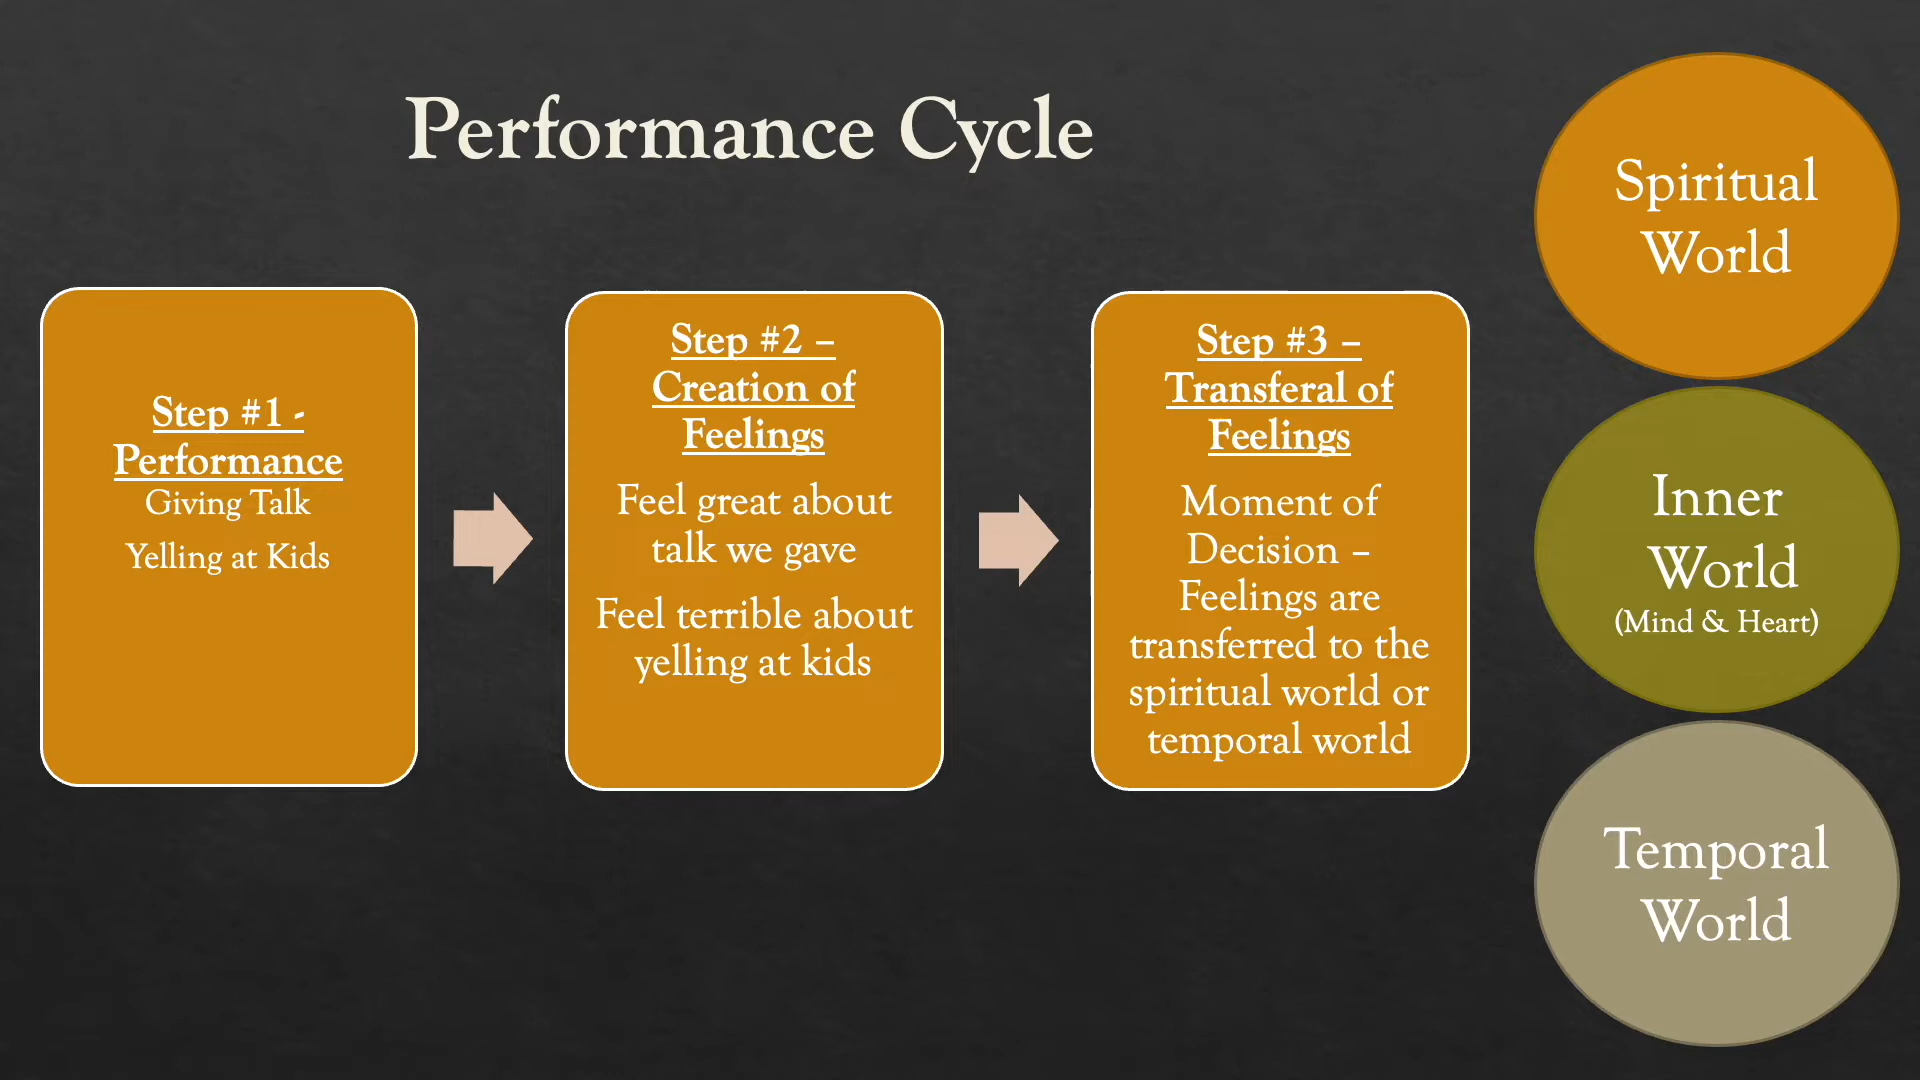 Performance Cycle
Step #1 -
Performance
Giving Talk
Yelling at Kids
Step #2 –
Creation of
Feelings
Feel great about
talk we gave
Feel terrible about
yelling at kids
Step #3 –
Transferal of
Feelings
Moment of
Decision –
Feelings are
transferred to the
spiritual world or
temporal world
Spiritual
World
Inner
World
(Mind & Heart)
Temporal
World